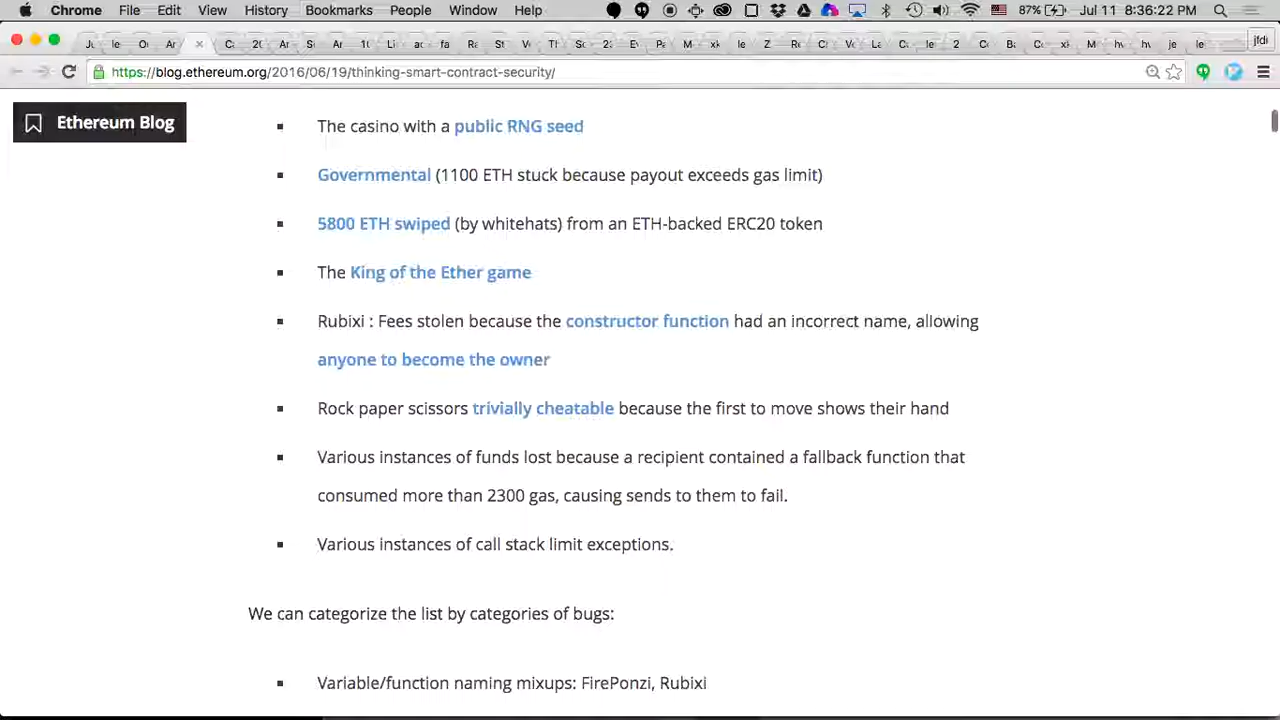 Chrome File Edit View History Bookmarks People Window Help 87% Jul 11 8:36:22 PM
jfdi
https://blog.ethereum.org/2016/06/19/thinking-smart-contract-security/
Ethereum Blog
The casino with a public RNG seed
Governmental (1100 ETH stuck because payout exceeds gas limit)
5800 ETH swiped (by whitehats) from an ETH-backed ERC20 token
The King of the Ether game
Rubixi : Fees stolen because the constructor function had an incorrect name, allowing
anyone to become the owner
Rock paper scissors trivially cheatable because the first to move shows their hand
Various instances of funds lost because a recipient contained a fallback function that
consumed more than 2300 gas, causing sends to them to fail.
Various instances of call stack limit exceptions.
We can categorize the list by categories of bugs:
Variable/function naming mixups: FirePonzi, Rubixi